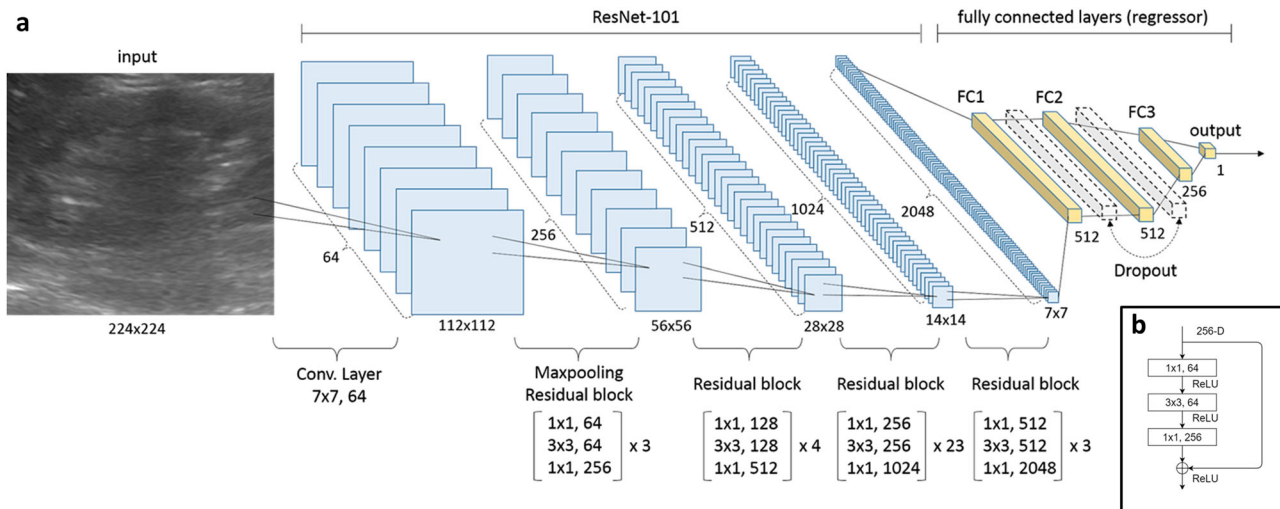 a
ResNet-101
fully connected layers (regressor)
input
FC1
FC2
FC3
output
1
256
512
512
Dropout
64
256
512
1024
2048
224x224
112x112
56x56
28x28
14x14
7x7
Conv. Layer
7x7, 64
Maxpooling
Residual block
1x1, 64
3x3, 64 x 3
1x1, 256
Residual block
1x1, 128
3x3, 128 x 4
1x1, 512
Residual block
1x1, 256
3x3, 256 x 23
1x1, 1024
Residual block
1x1, 512
3x3, 512 x 3
1x1, 2048
b
256-D
1x1, 64
ReLU
3x3, 64
ReLU
1x1, 256
ReLU